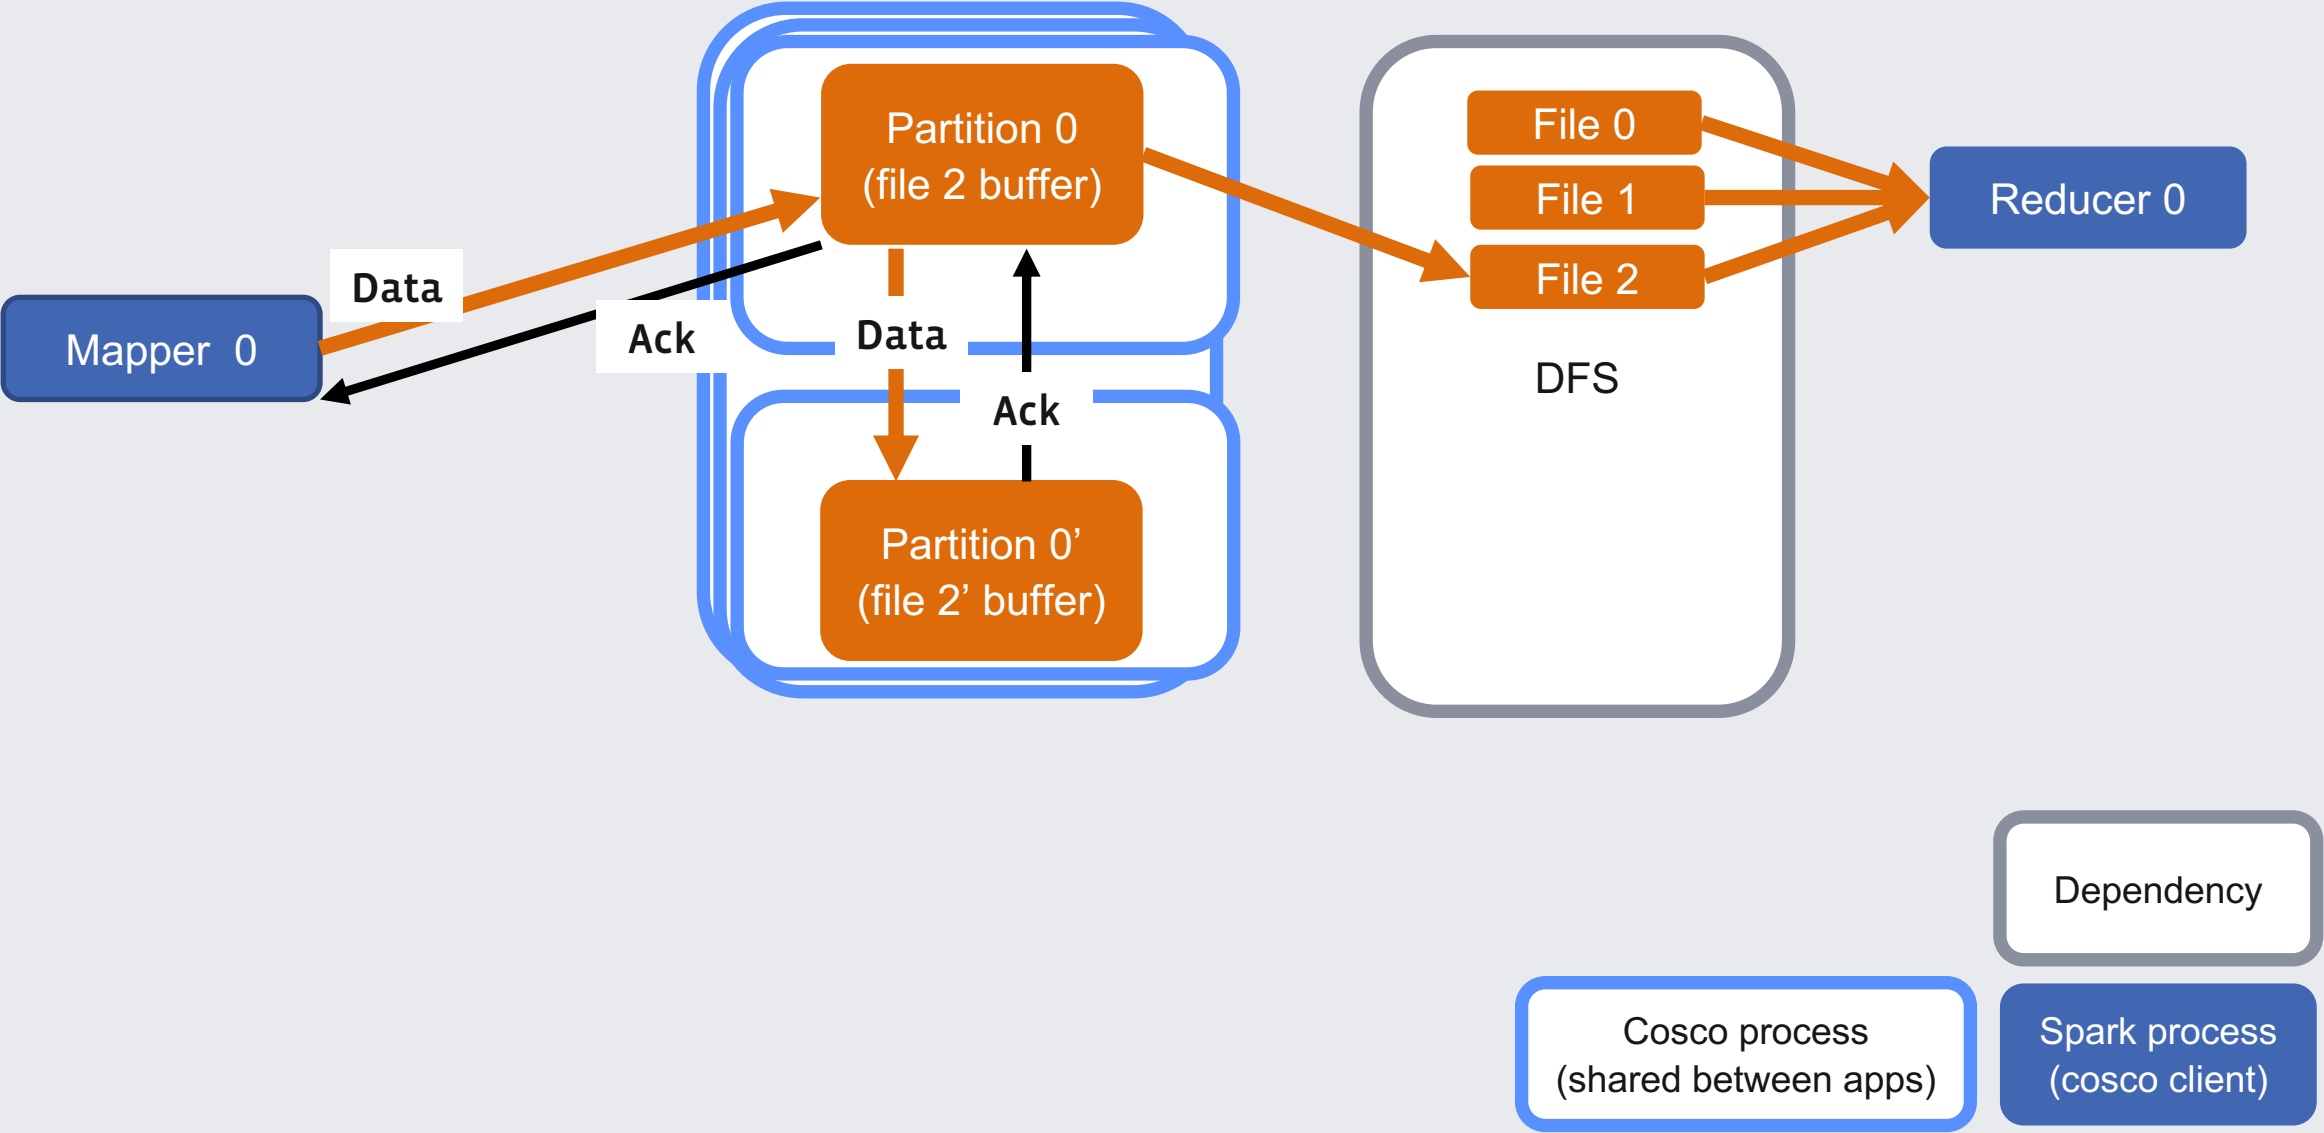 Partition 0
(file 2 buffer)
File 0
File 1
File 2
Reducer 0
Data
Mapper 0
Ack
Data
Ack
DFS
Partition 0’
(file 2’ buffer)
Dependency
Cosco process
(shared between apps)
Spark process
(cosco client)